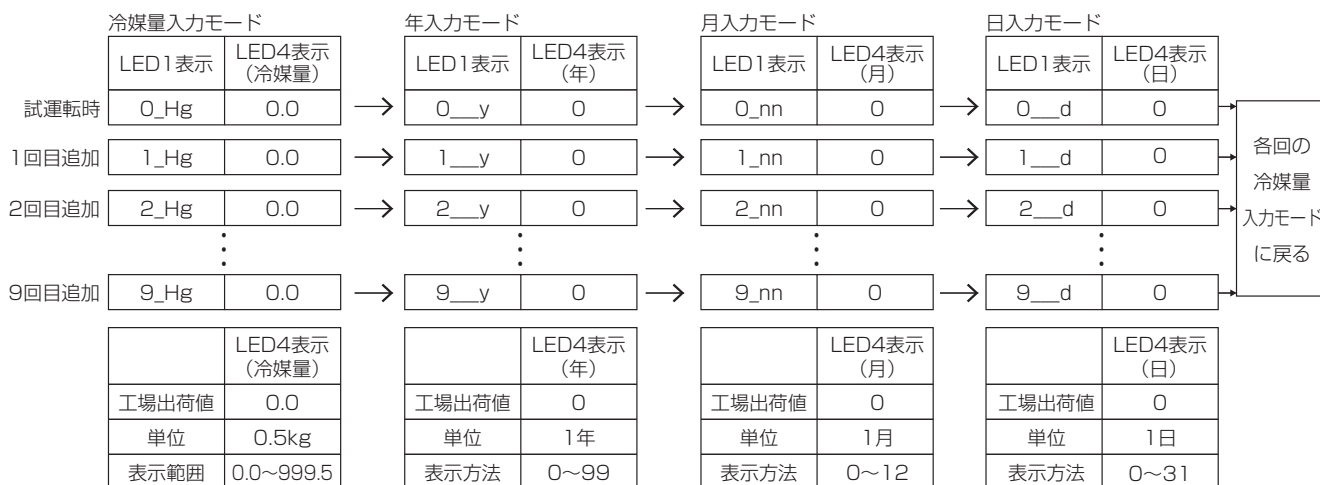 冷媒量入力モード 年入力モード 月入力モード 日入力モード
LED1表示 LED4表示(冷媒量) LED1表示 LED4表示(年) LED1表示 LED4表示(月) LED1表示 LED4表示(日)
試運転時 0_Hg 0.0 → 0__y 0 → 0_nn 0 → 0__d 0
1回目追加 1_Hg 0.0 → 1__y 0 → 1_nn 0 → 1__d 0
2回目追加 2_Hg 0.0 → 2__y 0 → 2_nn 0 → 2__d 0
9回目追加 9_Hg 0.0 → 9__y 0 → 9_nn 0 → 9__d 0
各回の
冷媒量
入力モード
に戻る
LED4表示(冷媒量) LED4表示(年) LED4表示(月) LED4表示(日)
工場出荷値 0.0 工場出荷値 0 工場出荷値 0 工場出荷値 0
単位 0.5kg 単位 1年 単位 1月 単位 1日
表示範囲 0.0〜999.5 表示方法 0〜99 表示方法 0〜12 表示方法 0〜31